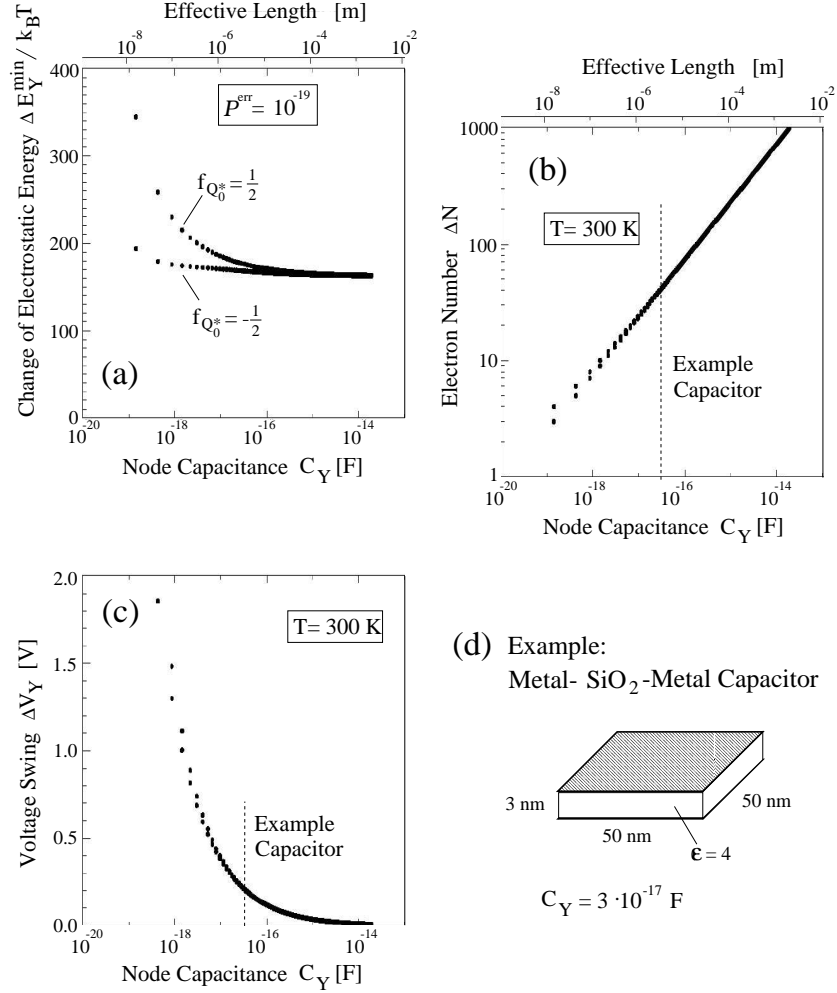 Effective Length [m]
10^-8 10^-6 10^-4 10^-2
Change of Electrostatic Energy Δ E_Y^min / k_BT
400
300
200
100
0
P^err = 10^-19
f_Q0* = 1/2
f_Q0* = -1/2
(a)
10^-20 10^-18 10^-16 10^-14
Node Capacitance C_Y [F]
Effective Length [m]
10^-8 10^-6 10^-4 10^-2
Electron Number ΔN
1000
100
10
1
(b)
T= 300 K
Example
Capacitor
10^-20 10^-18 10^-16 10^-14
Node Capacitance C_Y [F]
Voltage Swing ΔV_Y [V]
2.0
1.5
1.0
0.5
0.0
(c)
T= 300 K
Example
Capacitor
10^-20 10^-18 10^-16 10^-14
Node Capacitance C_Y [F]
(d) Example:
Metal- SiO_2-Metal Capacitor
3 nm
50 nm
50 nm
ε = 4
C_Y = 3 ·10^-17 F